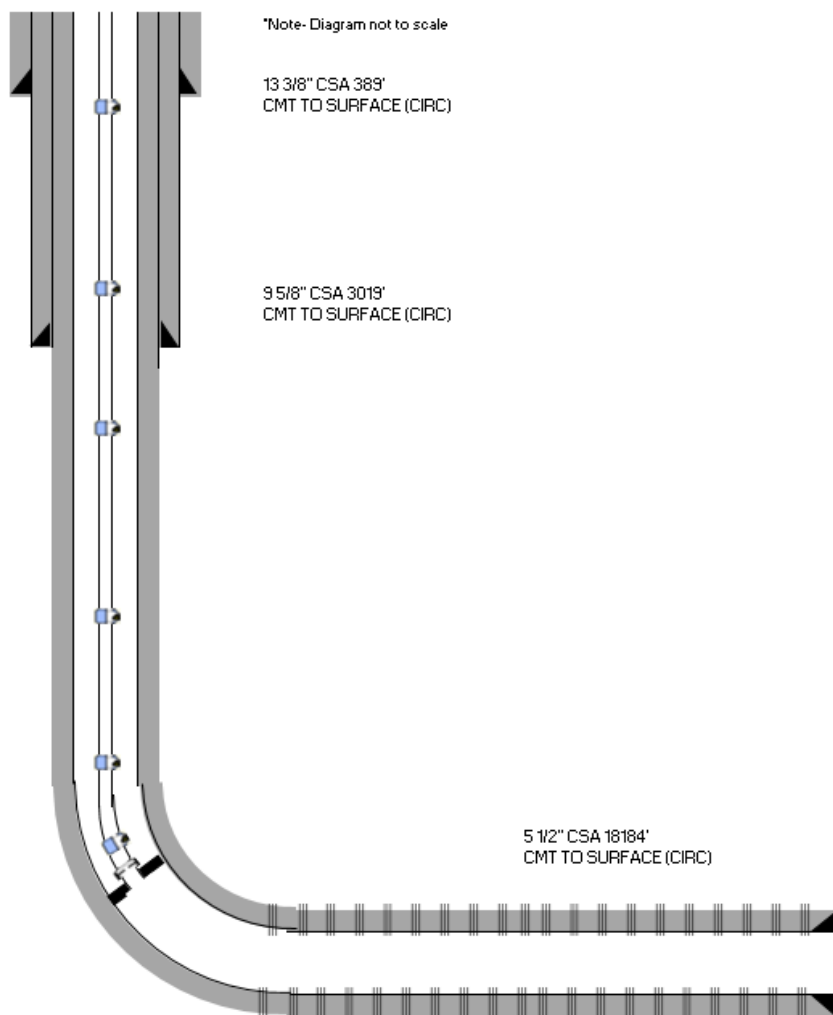 *Note- Diagram not to scale
13 3/8" CSA 389'
CMT TO SURFACE (CIRC)
9 5/8" CSA 3019'
CMT TO SURFACE (CIRC)
5 1/2" CSA 18184'
CMT TO SURFACE (CIRC)